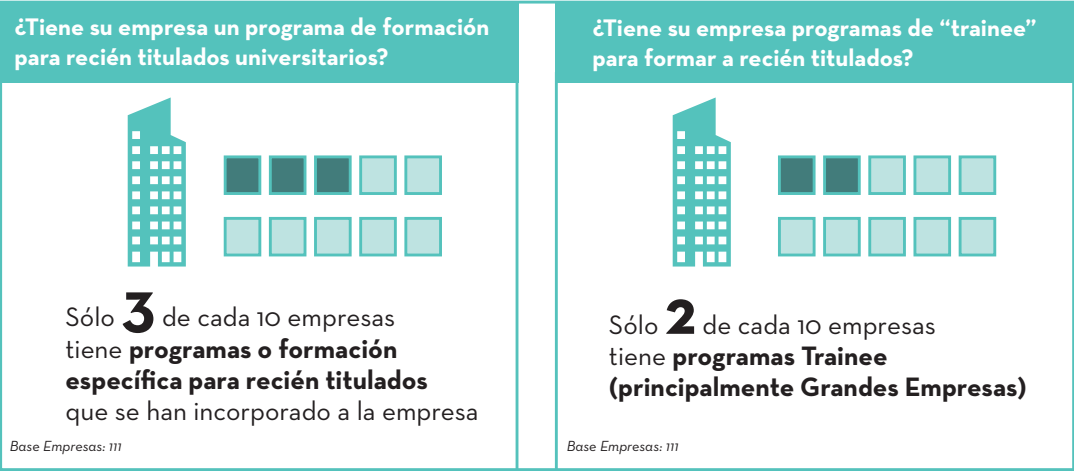 ¿Tiene su empresa un programa de formación
para recién titulados universitarios?
Sólo 3 de cada 10 empresas
tiene programas o formación
específica para recién titulados
que se han incorporado a la empresa
Base Empresas: 111
¿Tiene su empresa programas de “trainee”
para formar a recién titulados?
Sólo 2 de cada 10 empresas
tiene programas Trainee
(principalmente Grandes Empresas)
Base Empresas: 111